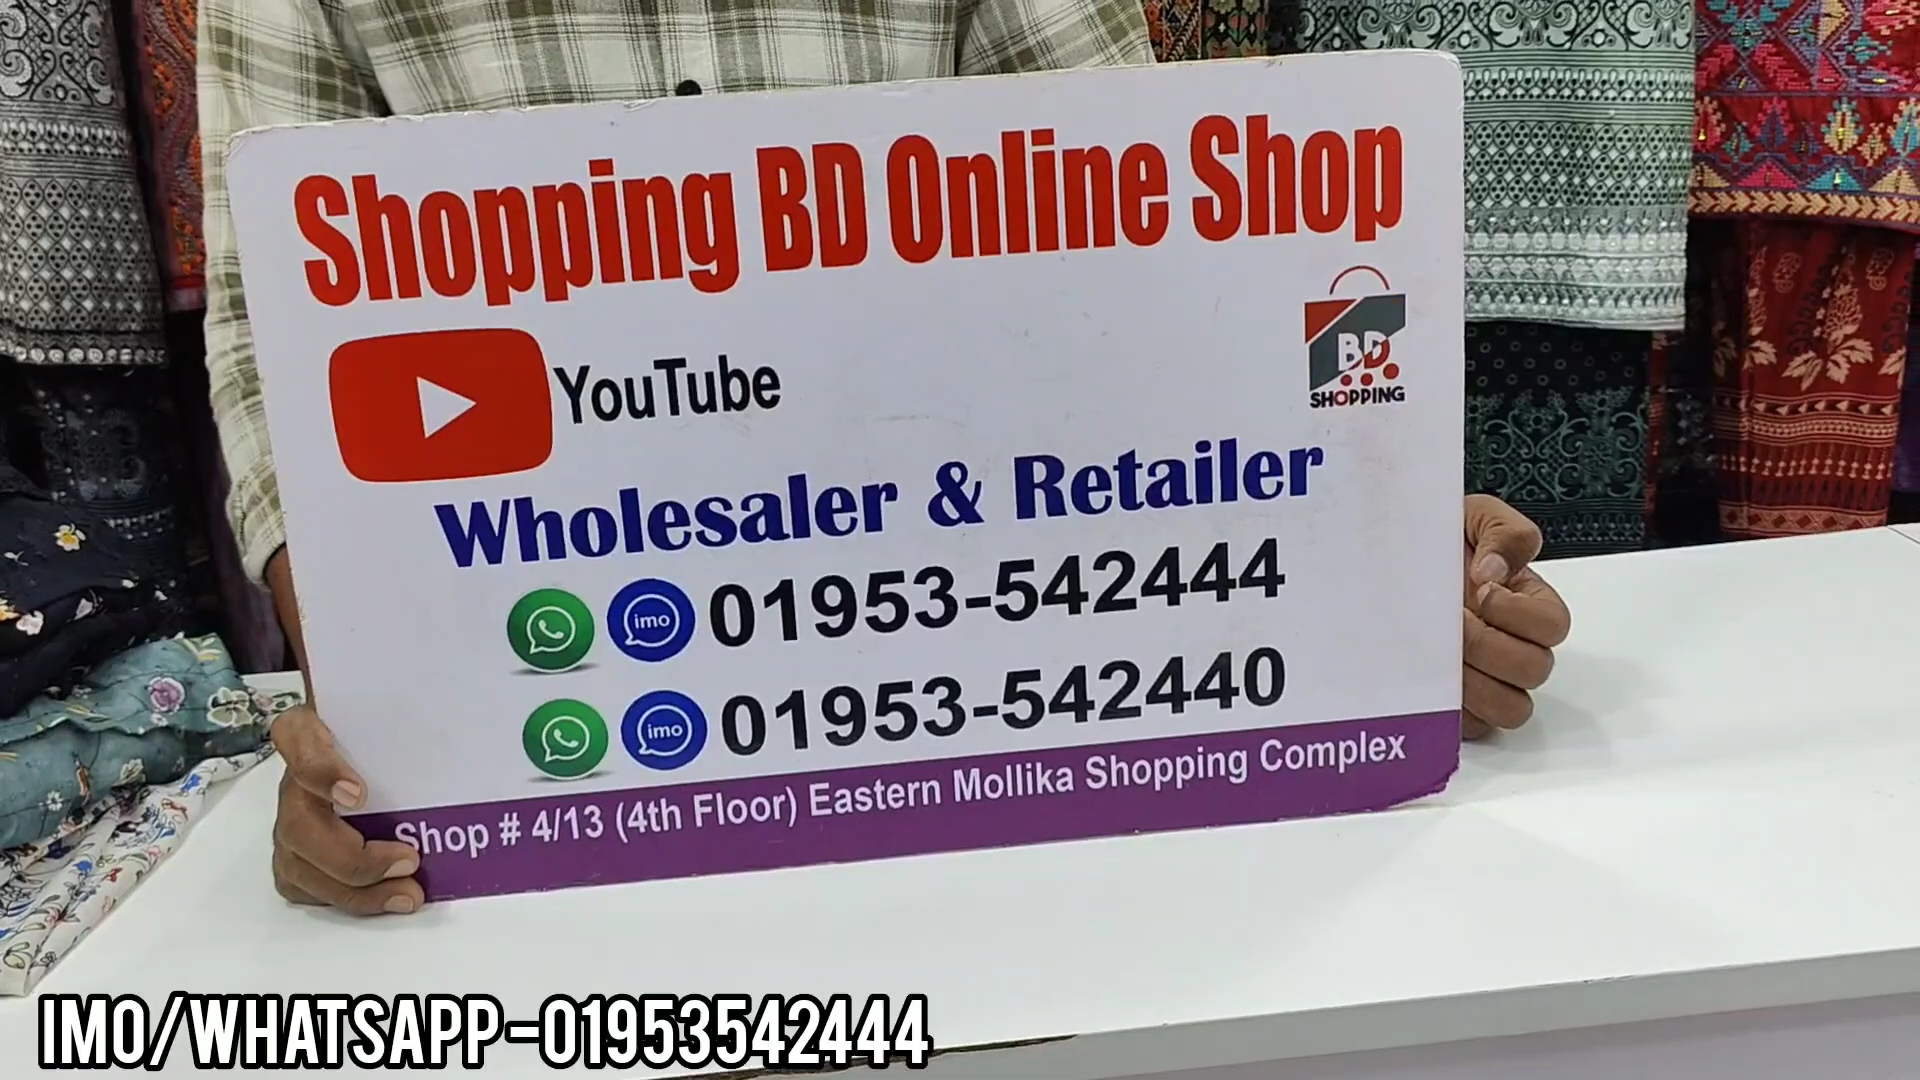 Shopping BD Online Shop
YouTube
BD
SHOPPING
Wholesaler & Retailer
imo 01953-542444
imo 01953-542440
Shop # 4/13 (4th Floor) Eastern Mollika Shopping Complex
IMO/WHATSAPP-01953542444